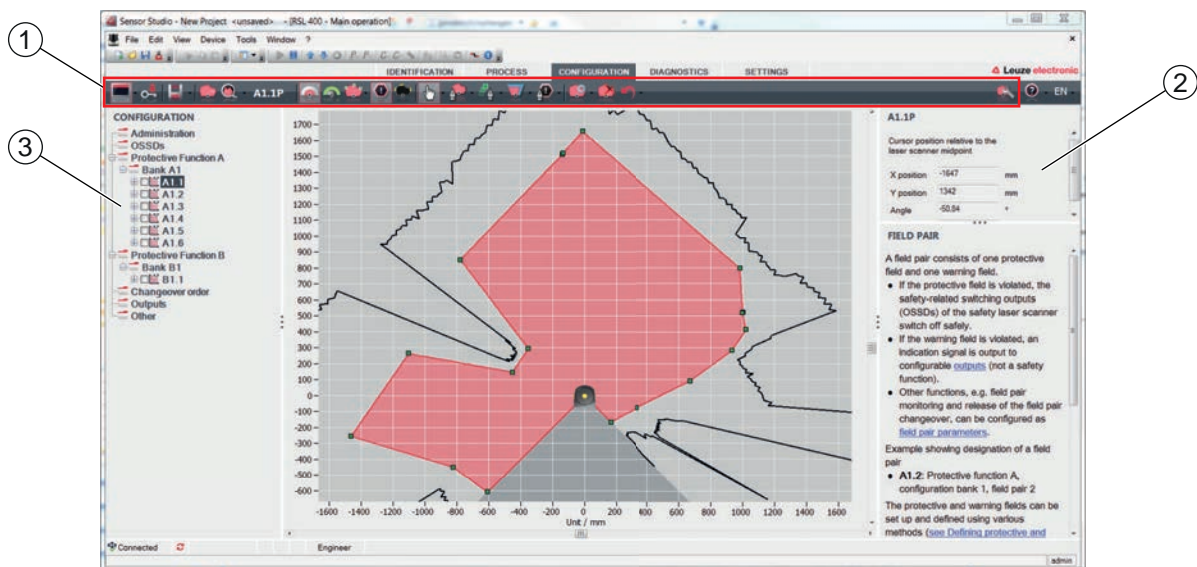 Sensor Studio - New Project <unsaved> - [RSL-400 - Main operation]
File Edit View Device Tools Window ?
IDENTIFICATION PROCESS CONFIGURATION DIAGNOSTICS SETTINGS
Leuze electronic
A1.1P
EN
1
2
3
CONFIGURATION
Administration
OSSDs
Protective Function A
Bank A1
A1.1
A1.2
A1.3
A1.4
A1.5
A1.6
Protective Function B
Bank B1
B1.1
Changeover order
Outputs
Other
1700
1600
1500
1400
1300
1200
1100
1000
900
800
700
600
500
400
300
200
100
0
-100
-200
-300
-400
-500
-600
-1600 -1400 -1200 -1000 -800 -600 -400 -200 0 200 400 600 800 1000 1200 1400 1600
Unit / mm
A1.1P
Cursor position relative to the
laser scanner midpoint
X position -1647 mm
Y position 1342 mm
Angle -50.84 °
FIELD PAIR
A field pair consists of one protective
field and one warning field.
• If the protective field is violated, the
safety-related switching outputs
(OSSDs) of the safety laser scanner
switch off safely.
• If the warning field is violated, an
indication signal is output to
configurable outputs (not a safety
function).
• Other functions, e.g. field pair
monitoring and release of the field pair
changeover, can be configured as
field pair parameters.
Example showing designation of a field
pair
• A1.2: Protective function A,
configuration bank 1, field pair 2
The protective and warning fields can be
set up and defined using various
methods (see Defining protective and
Connected
Engineer
admin